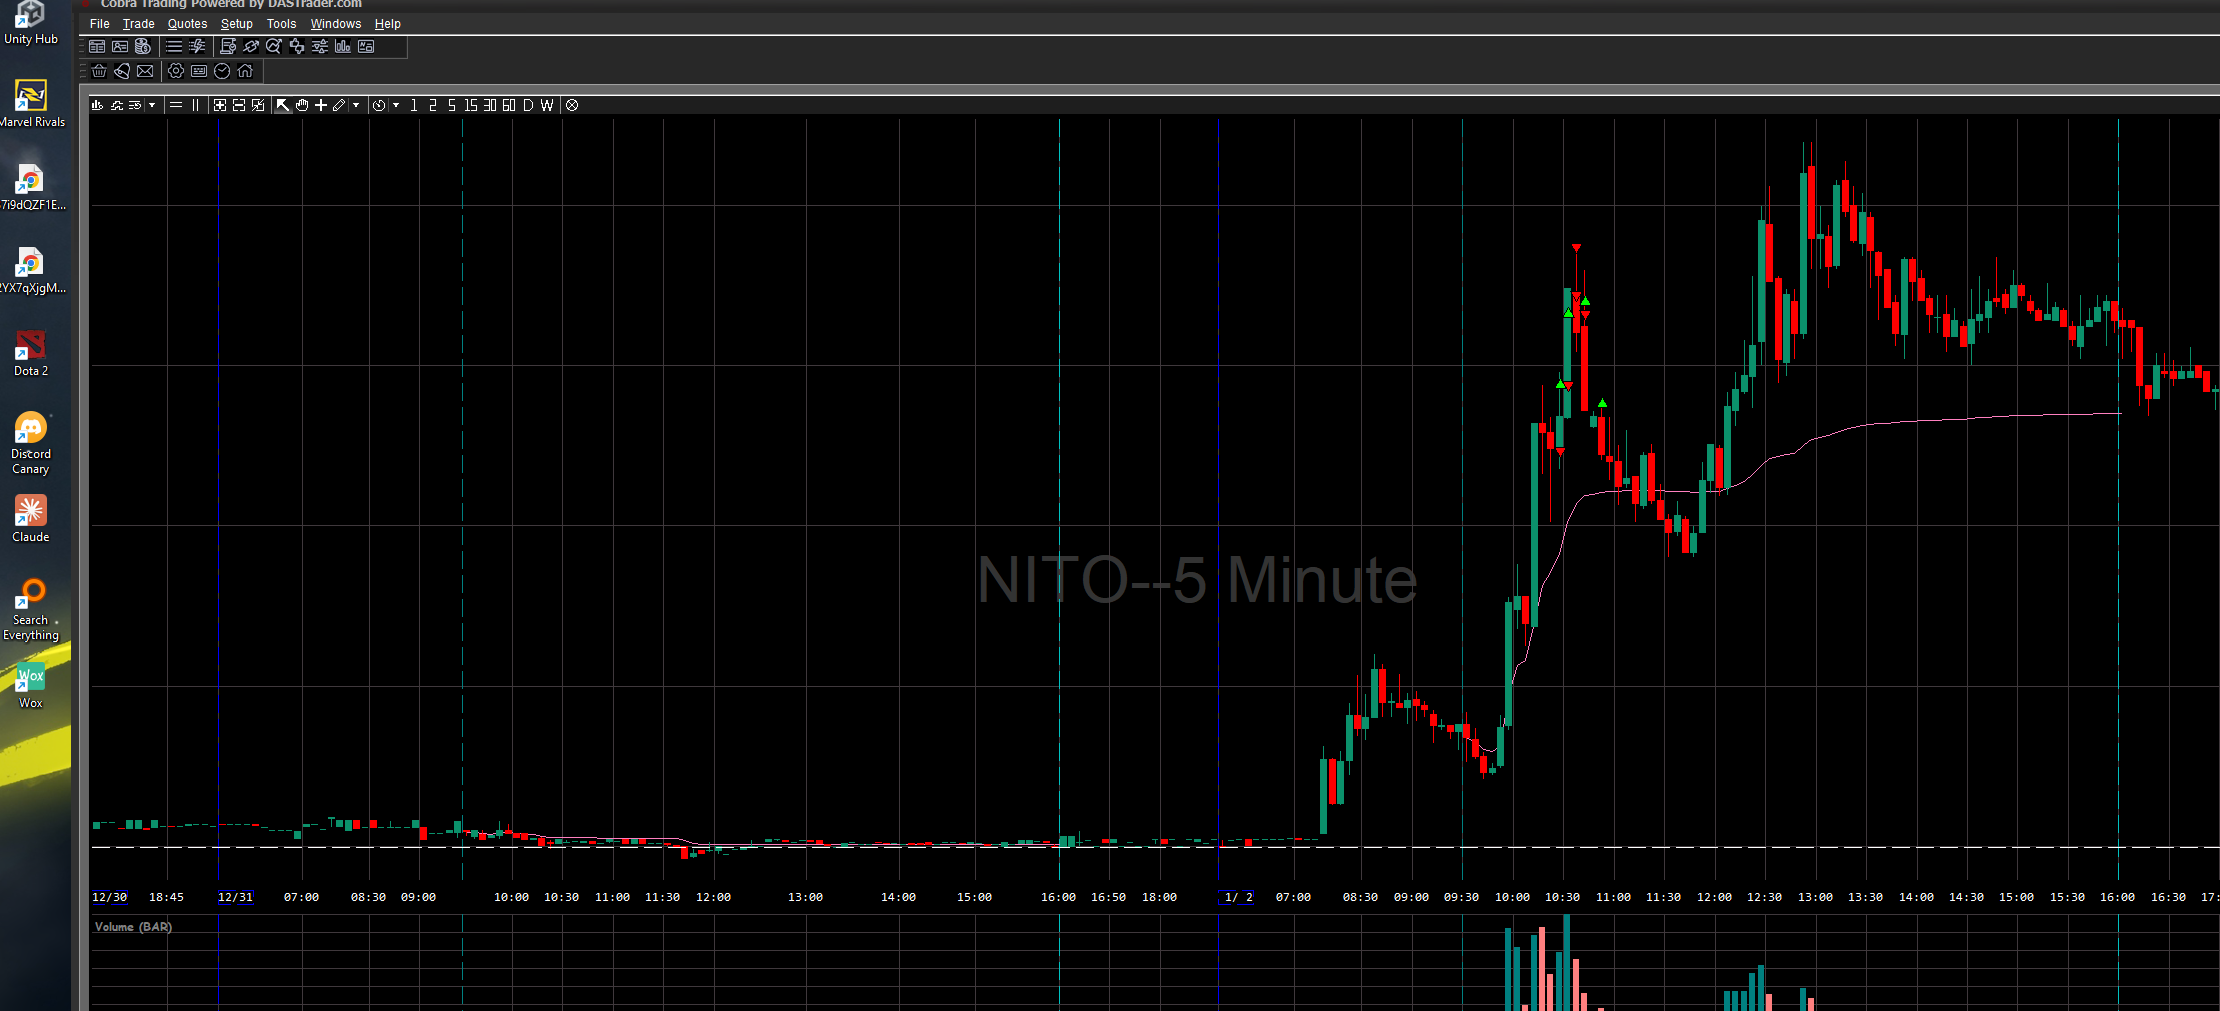 Cobra Trading Powered by DASTrader.com
File Trade Quotes Setup Tools Windows Help
1 2 5 15 30 60 D W
Unity Hub
Marvel Rivals
7i9dQZF1E...
YX7qXjgM...
Dota 2
Discord
Canary
Claude
Search
Everything
Wox
Wox
NITO--5 Minute
12/30 18:45 12/31 07:00 08:30 09:00 10:00 10:30 11:00 11:30 12:00 13:00 14:00 15:00 16:00 16:50 18:00 1/ 2 07:00 08:30 09:00 09:30 10:00 10:30 11:00 11:30 12:00 12:30 13:00 13:30 14:00 14:30 15:00 15:30 16:00 16:30 17:
Volume (BAR)